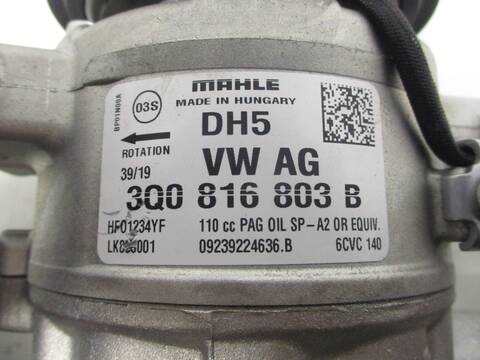 MAHLE
MADE IN HUNGARY
BP01N00A
03S
DH5
ROTATION
VW AG
39/19
3Q0 816 803 B
HFO1234YF 110 cc PAG OIL SP-A2 OR EQUIV.
09239224636.B 6CVC 140